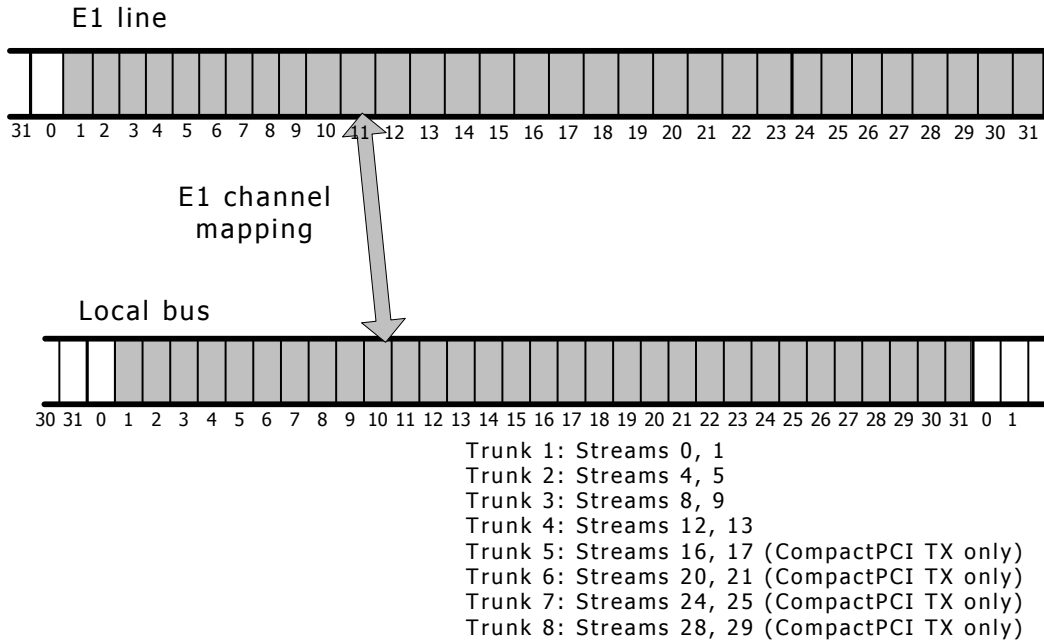 E1 line
31 0 1 2 3 4 5 6 7 8 9 10 11 12 13 14 15 16 17 18 19 20 21 22 23 24 25 26 27 28 29 30 31
E1 channel
mapping
Local bus
30 31 0 1 2 3 4 5 6 7 8 9 10 11 12 13 14 15 16 17 18 19 20 21 22 23 24 25 26 27 28 29 30 31 0 1
Trunk 1: Streams 0, 1
Trunk 2: Streams 4, 5
Trunk 3: Streams 8, 9
Trunk 4: Streams 12, 13
Trunk 5: Streams 16, 17 (CompactPCI TX only)
Trunk 6: Streams 20, 21 (CompactPCI TX only)
Trunk 7: Streams 24, 25 (CompactPCI TX only)
Trunk 8: Streams 28, 29 (CompactPCI TX only)